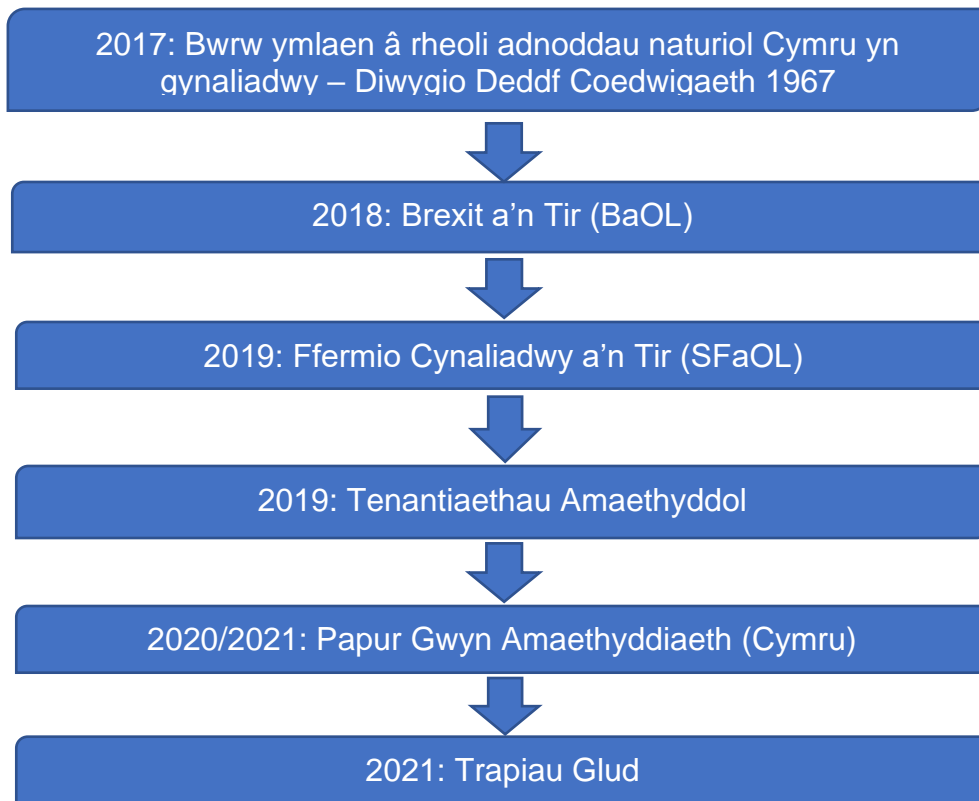 2017: Bwrw ymlaen â rheoli adnoddau naturiol Cymru yn
gynaliadwy – Diwygio Deddf Coedwigaeth 1967
2018: Brexit a’n Tir (BaOL)
2019: Ffermio Cynaliadwy a’n Tir (SFaOL)
2019: Tenantiaethau Amaethyddol
2020/2021: Papur Gwyn Amaethyddiaeth (Cymru)
2021: Trapiau Glud